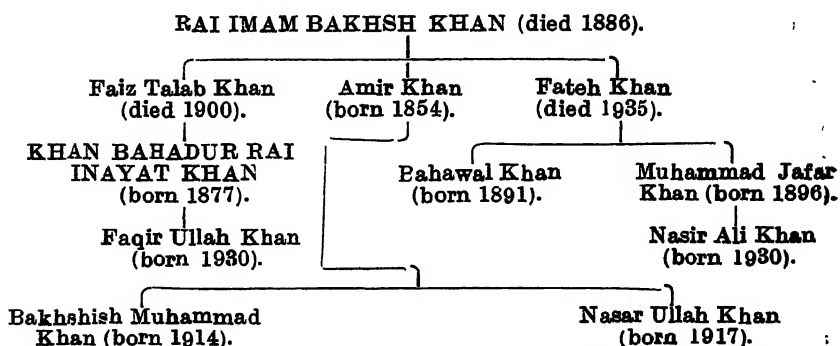 RAI IMAM BAKHSH KHAN (died 1886).
Faiz Talab Khan
(died 1900).
Amir Khan
(born 1854).
Fateh Khan
(died 1935).
KHAN BAHADUR RAI
INAYAT KHAN
(born 1877).
Bahawal Khan
(born 1891).
Muhammad Jafar
Khan (born 1896).
Faqir Ullah Khan
(born 1930).
Nasir Ali Khan
(born 1930).
Bakhshish Muhammad
Khan (born 1914).
Nasar Ullah Khan
(born 1917).